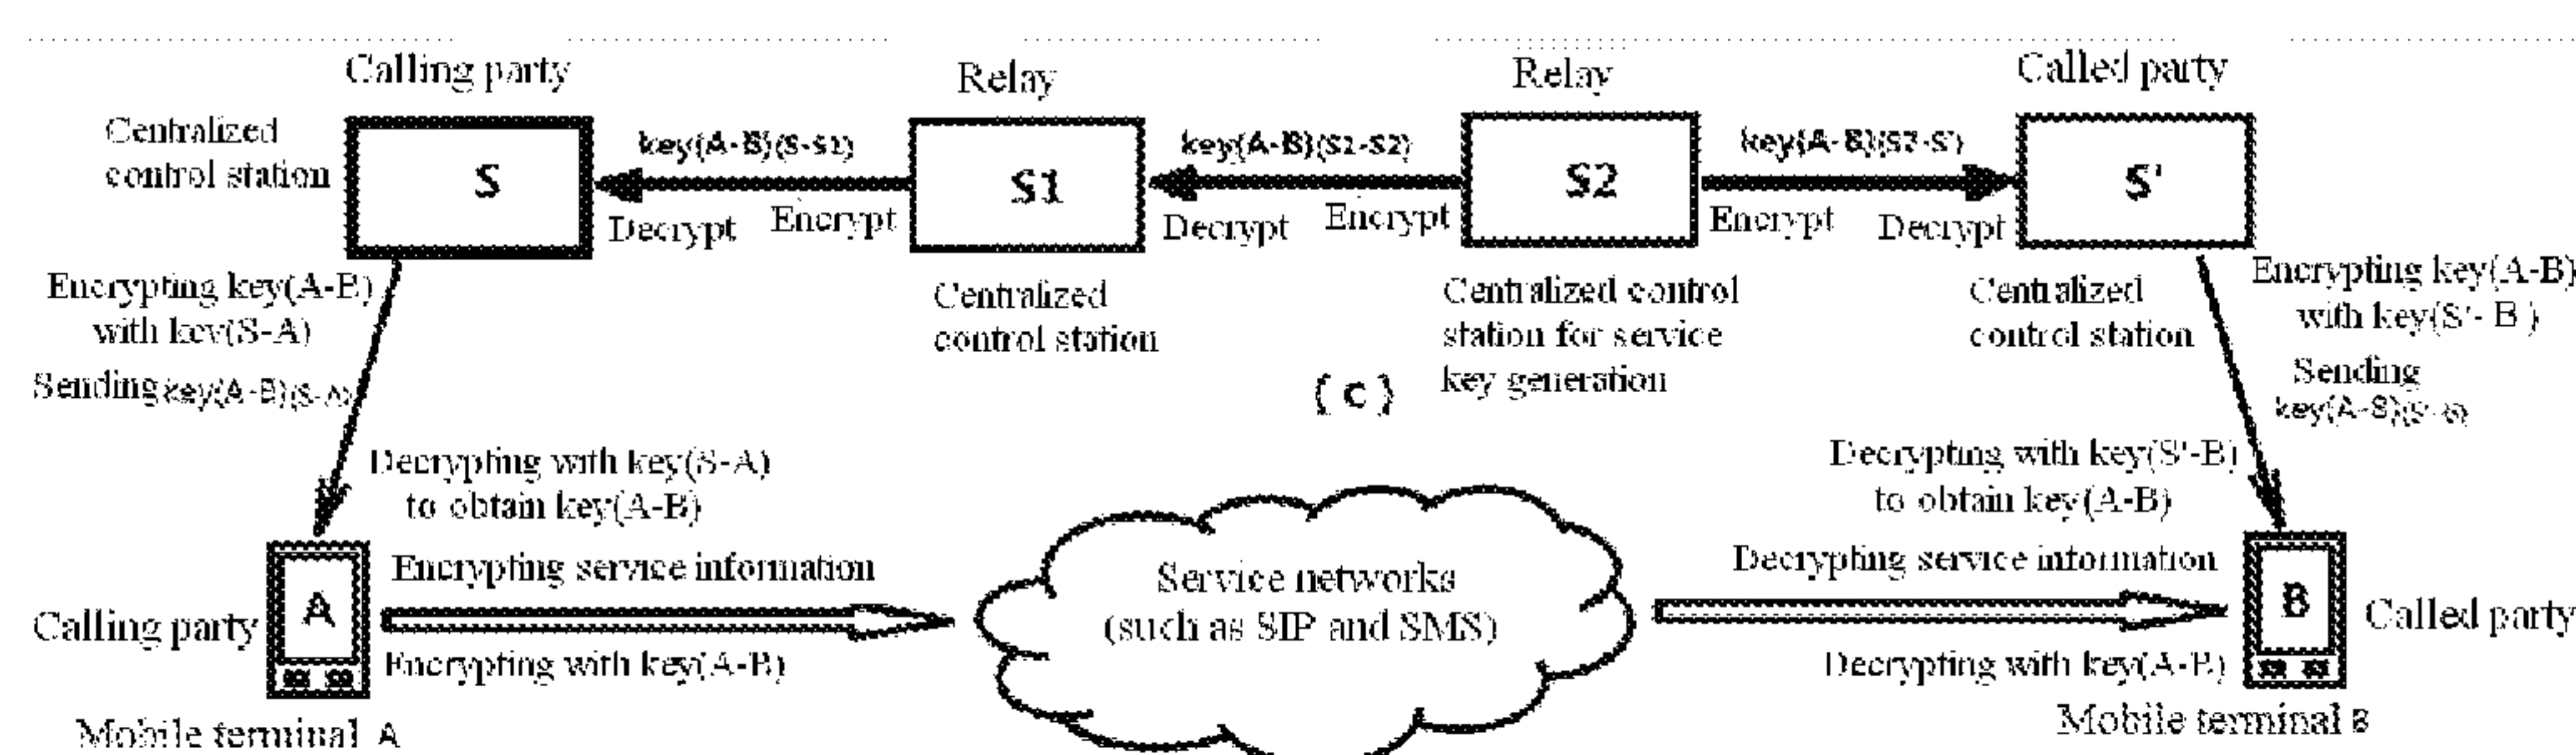 Calling party
Relay
Relay
Called party
Centralized
control station
S
key(A-B)(S-S1)
Decrypt
Encrypt
S1
key(A-B)(S1-S2)
Decrypt
Encrypt
S2
key(A-B)(S2-S')
Encrypt
Decrypt
S'
Encrypting key(A-B)
with key(S-A)
Sending key(A-B)(S-A)
Centralized
control station
Centralized control
station for service
key generation
Centralized
control station
Encrypting key(A-B)
with key(S'- B )
Sending
key(A-B)(S'-B)
( c )
Decrypting with key(S-A)
to obtain key(A-B)
Decrypting with key(S'-B)
to obtain key(A-B)
Calling party
A
Encrypting service information
Encrypting with key(A-B)
Service networks
(such as SIP and SMS)
Decrypting service information
Decrypting with key(A-B)
B
Called party
Mobile terminal A
Mobile terminal B